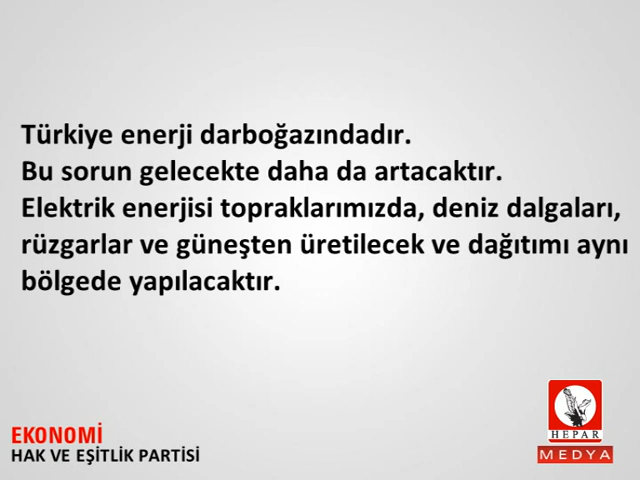 Türkiye enerji darboğazındadır.
Bu sorun gelecekte daha da artacaktır.
Elektrik enerjisi topraklarımızda, deniz dalgaları,
rüzgarlar ve güneşten üretilecek ve dağıtımı aynı
bölgede yapılacaktır.
EKONOMİ
HAK VE EŞİTLİK PARTİSİ
HEPAR
MEDYA